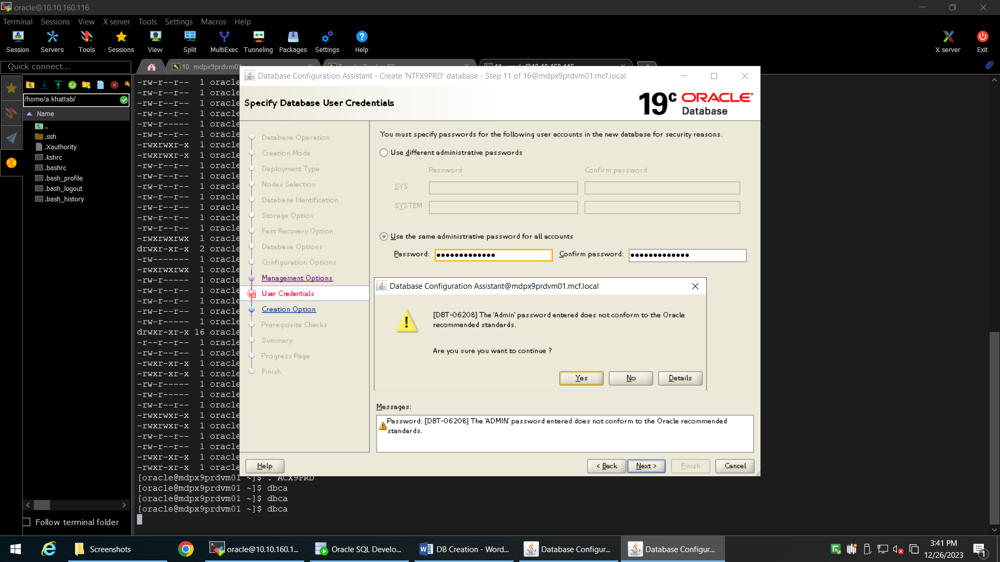 oracle@10.10.160.116
Terminal Sessions View X server Tools Settings Macros Help
Session Servers Tools Sessions View Split MultiExec Tunneling Packages Settings Help X server Exit
Quick connect...
10. mdpx9prdvm01
/home/a.khattab/
Name
..
.ssh
.Xauthority
.kshrc
.bashrc
.bash_profile
.bash_logout
.bash_history
Follow terminal folder
-rw-r--r-- 1 oracle
-rw-r--r-- 1 oracle
-rw-r--r-- 1 oracle
-rw-r--r-- 1 oracle
-rw-r----- 1 oracle
-rw-r--r-- 1 oracle
-rwxrwxr-x 1 oracle
-rwxrwxr-x 1 oracle
-rw-r--r-- 1 oracle
-rw-r--r-- 1 oracle
-rw-r--r-- 1 oracle
-rw-r--r-- 1 oracle
-rw-r--r-- 1 oracle
-rw-r--r-- 1 oracle
-rw-r--r-- 1 oracle
-rwxrwxrwx 1 oracle
drwxr-xr-x 2 oracle
-rw------- 1 oracle
-rwxrwxrwx 1 oracle
-rw-r----- 1 oracle
-rw-r--r-- 1 oracle
-rw-r--r-- 1 oracle
-rw-r--r-- 1 oracle
-rw-r----- 1 oracle
drwxr-xr-x 16 oracle
-r--r--r-- 1 oracle
-rw-r--r-- 1 oracle
-rwxr-xr-x 1 oracle
-rwxr-xr-x 1 oracle
-rw-r----- 1 oracle
-rw-r----- 1 oracle
-rw-r--r-- 1 oracle
-rwxrwxr-x 1 oracle
-rwxrwxr-x 1 oracle
-rw-r--r-- 1 oracle
-rw-r--r-- 1 oracle
-rwxr-xr-x 1 oracle
-rwxr-xr-x 1 oracle
[oracle@mdpx9prdvm01 ~]$ . ACX9PRD
[oracle@mdpx9prdvm01 ~]$ dbca
[oracle@mdpx9prdvm01 ~]$ dbca
[oracle@mdpx9prdvm01 ~]$ dbca
Database Configuration Assistant - Create 'NTFX9PRD' database - Step 11 of 16@mdpx9prdvm01.mcf.local
Specify Database User Credentials
19c ORACLE
Database
Database Operation
Creation Mode
Deployment Type
Nodes Selection
Database Identification
Storage Option
Fast Recovery Option
Database Options
Configuration Options
Management Options
User Credentials
Creation Option
Prerequisite Checks
Summary
Progress Page
Finish
You must specify passwords for the following user accounts in the new database for security reasons.
Use different administrative passwords
Password Confirm password
SYS
SYSTEM
Use the same administrative password for all accounts
Password: Confirm password:
Database Configuration Assistant@mdpx9prdvm01.mcf.local
[DBT-06208] The 'Admin' password entered does not conform to the Oracle
recommended standards.
Are you sure you want to continue ?
Yes No Details
Messages:
Password: [DBT-06208] The 'ADMIN' password entered does not conform to the Oracle recommended
standards.
Help < Back Next > Finish Cancel
Screenshots
oracle@10.10.160.1...
Oracle SQL Develo...
DB Creation - Word...
Database Configur...
Database Configur...
3:41 PM
12/26/2023
1